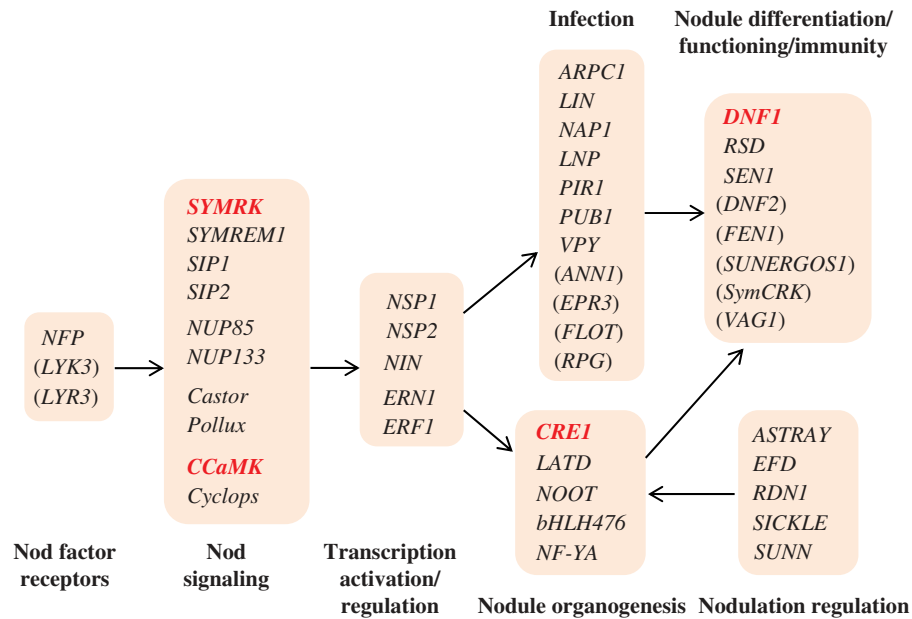 Infection
Nodule differentiation/
functioning/immunity
ARPC1
LIN
NAP1
LNP
PIR1
PUB1
VPY
(ANN1)
(EPR3)
(FLOT)
(RPG)
DNF1
RSD
SEN1
(DNF2)
(FEN1)
(SUNERGOS1)
(SymCRK)
(VAG1)
SYMRK
SYMREM1
SIP1
SIP2
NUP85
NUP133
Castor
Pollux
CCaMK
Cyclops
NFP
(LYK3)
(LYR3)
NSP1
NSP2
NIN
ERN1
ERF1
CRE1
LATD
NOOT
bHLH476
NF-YA
ASTRAY
EFD
RDN1
SICKLE
SUNN
Nod factor
receptors
Nod
signaling
Transcription
activation/
regulation
Nodule organogenesis
Nodulation regulation